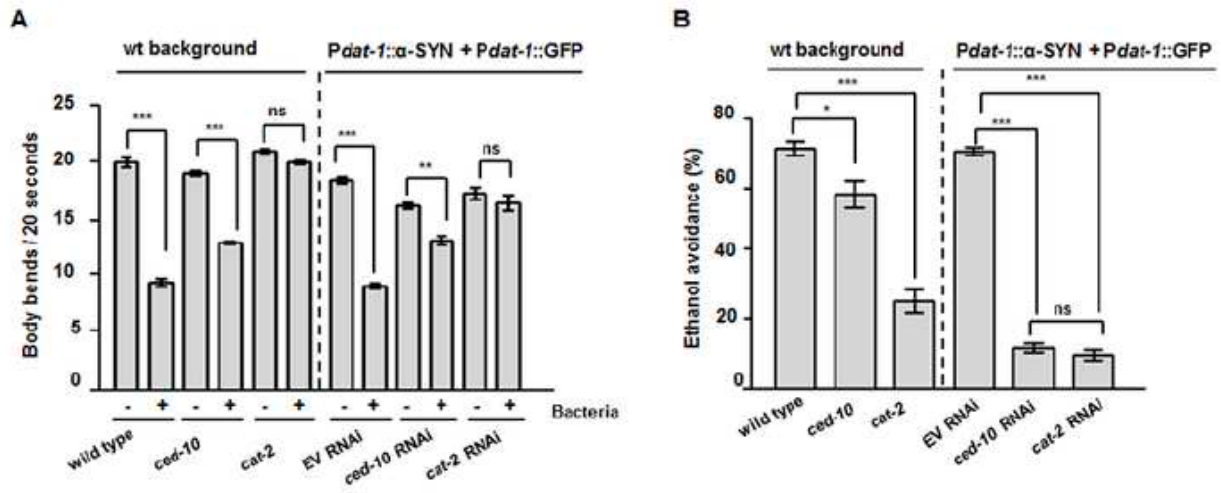 A
wt background
Pdat-1::α-SYN + Pdat-1::GFP
*** *** ns *** ** ns
Body bends / 20 seconds
25
20
15
10
5
0
- + - + - + - + - + - +
Bacteria
wild type
ced-10
cat-2
EV RNAi
ced-10 RNAi
cat-2 RNAi
B
wt background
Pdat-1::α-SYN + Pdat-1::GFP
***
*
***
***
ns
Ethanol avoidance (%)
80
60
40
20
0
wild type
ced-10
cat-2
EV RNAi
ced-10 RNAi
cat-2 RNAi